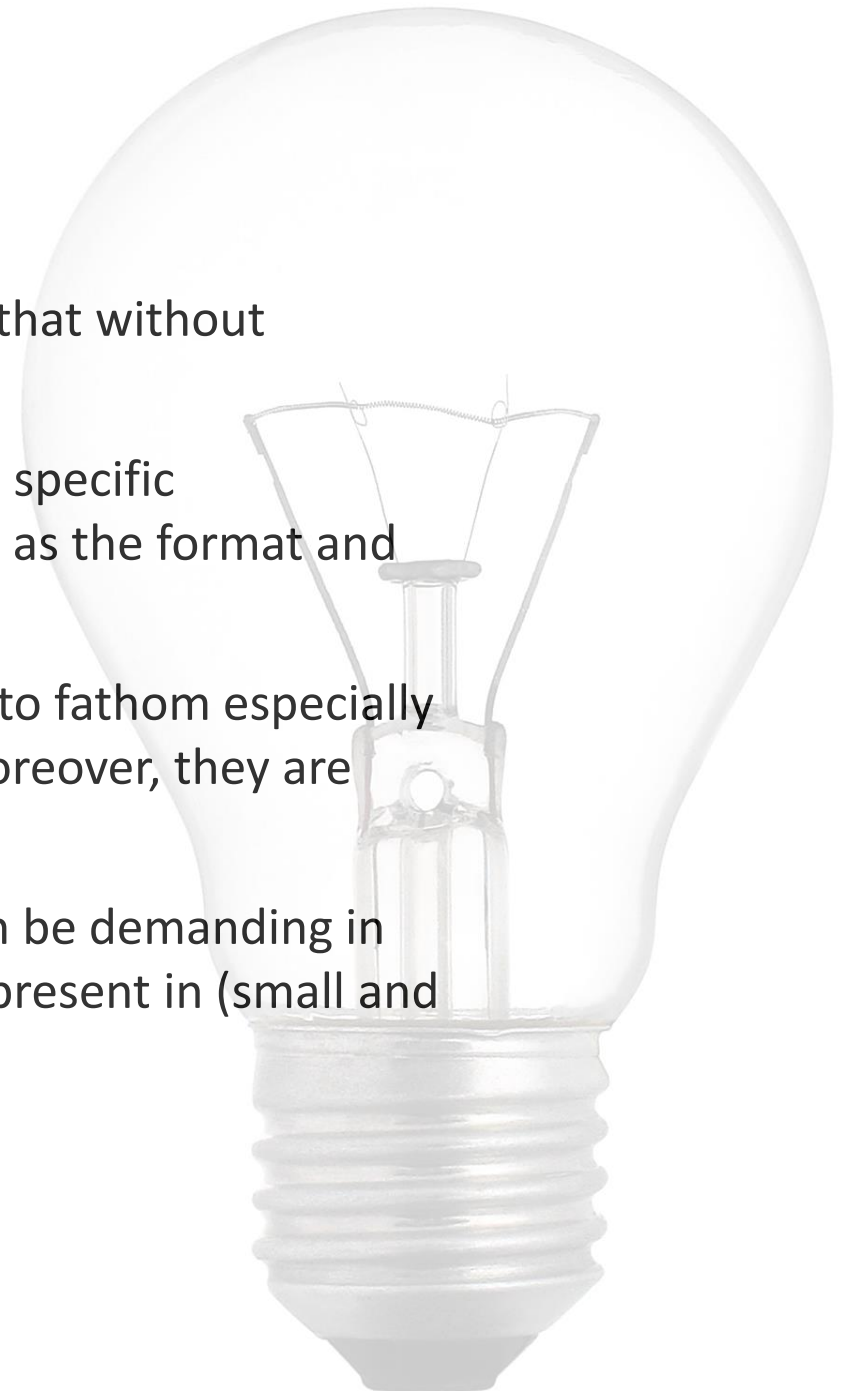 that without
specific
as the format and
to fathom especially
oreover, they are
be demanding in
present in (small and